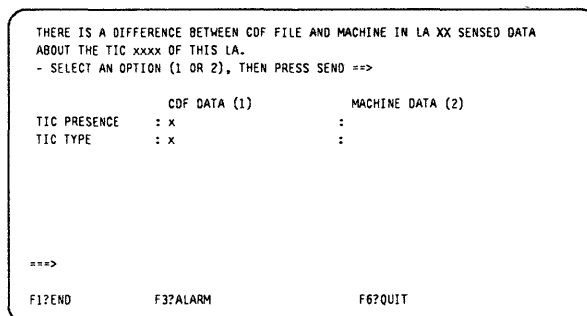 THERE IS A DIFFERENCE BETWEEN CDF FILE AND MACHINE IN LA XX SENSED DATA
ABOUT THE TIC xxxx OF THIS LA.
- SELECT AN OPTION (1 OR 2), THEN PRESS SEND ==>
CDF DATA (1) MACHINE DATA (2)
TIC PRESENCE : x :
TIC TYPE : x :
===>
F1?END F3?ALARM F6?QUIT